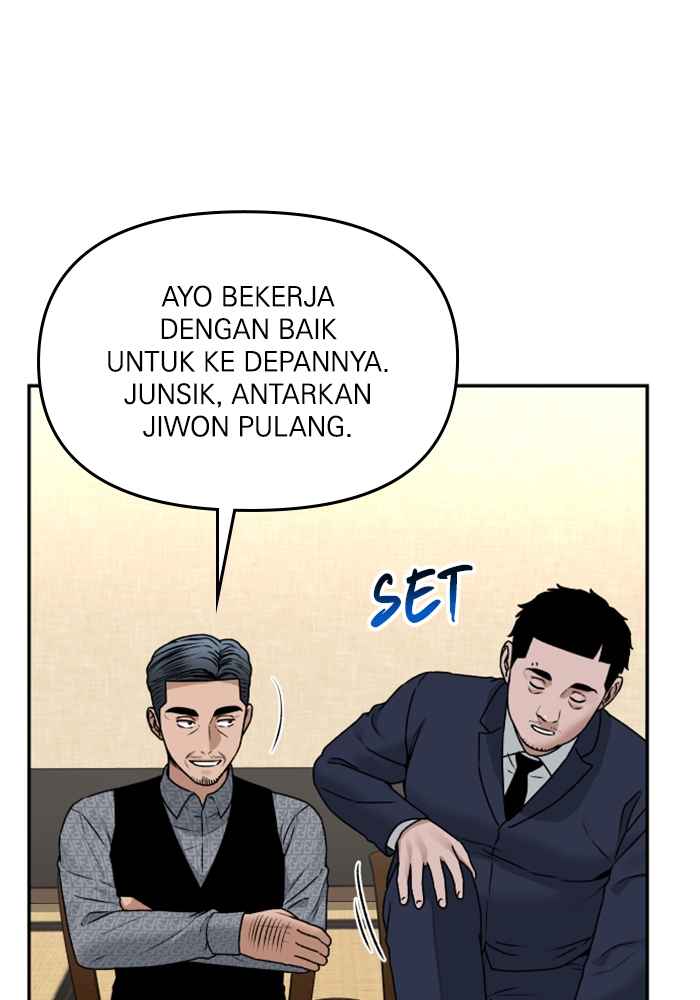 AYO BEKERJA
DENGAN BAIK
UNTUK KE DEPANNYA.
JUNSIK, ANTARKAN
JIWON PULANG.
SET